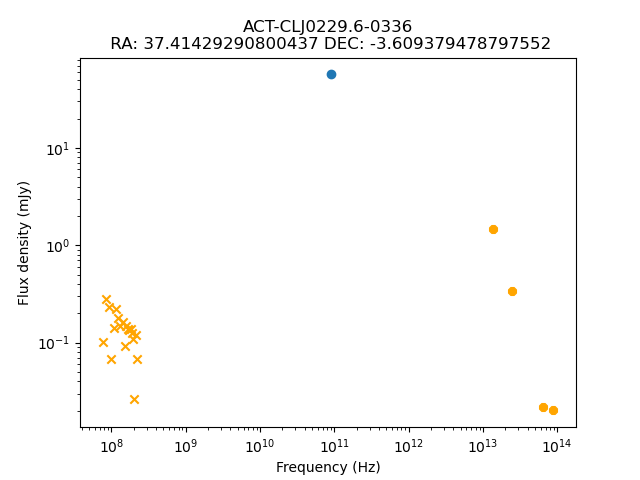 ACT-CLJ0229.6-0336
RA: 37.41429290800437 DEC: -3.609379478797552
Flux density (mJy)
10¹
10⁰
10⁻¹
10⁸ 10⁹ 10¹⁰ 10¹¹ 10¹² 10¹³ 10¹⁴
Frequency (Hz)